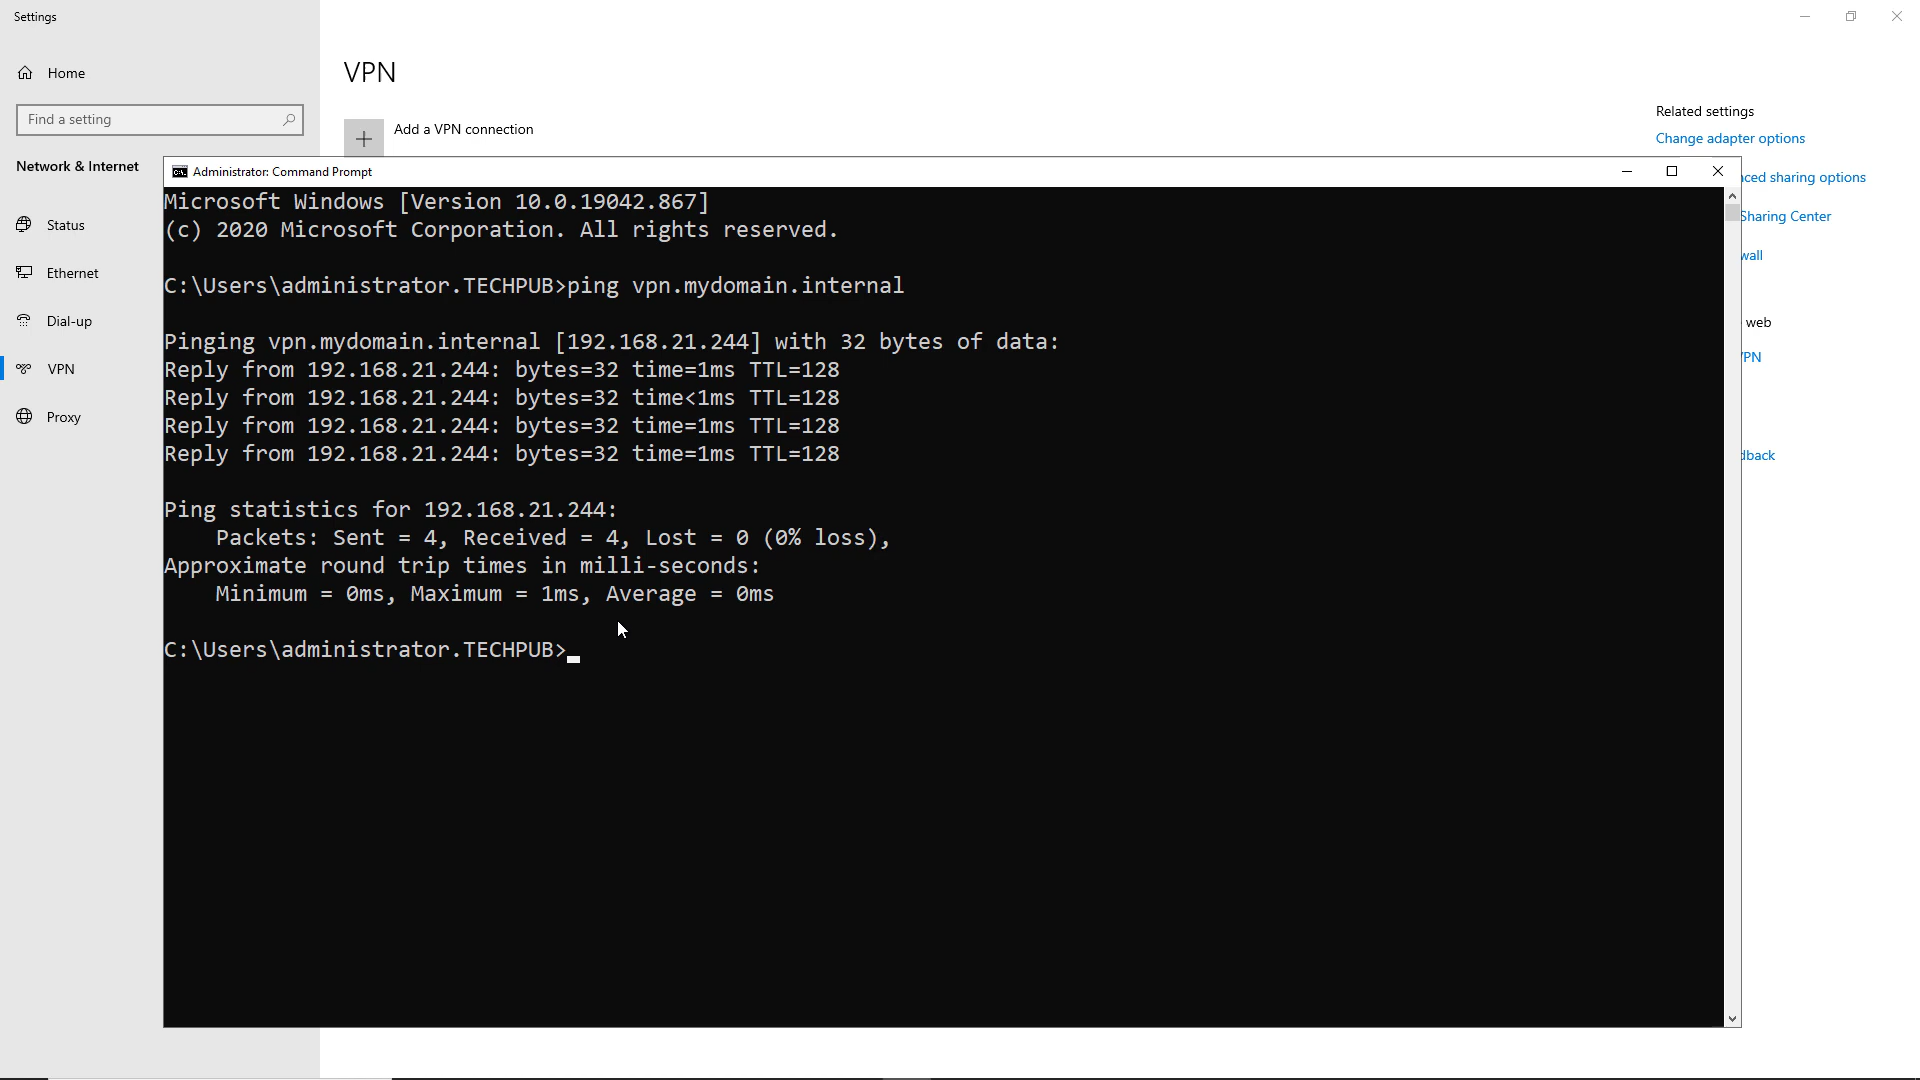 Settings
Home
Find a setting
Network & Internet
Status
Ethernet
Dial-up
VPN
Proxy
VPN
Add a VPN connection
Related settings
Change adapter options
sharing options
Sharing Center
web
Administrator: Command Prompt
Microsoft Windows [Version 10.0.19042.867]
(c) 2020 Microsoft Corporation. All rights reserved.
C:\Users\administrator.TECHPUB>ping vpn.mydomain.internal
Pinging vpn.mydomain.internal [192.168.21.244] with 32 bytes of data:
Reply from 192.168.21.244: bytes=32 time=1ms TTL=128
Reply from 192.168.21.244: bytes=32 time<1ms TTL=128
Reply from 192.168.21.244: bytes=32 time=1ms TTL=128
Reply from 192.168.21.244: bytes=32 time=1ms TTL=128
Ping statistics for 192.168.21.244:
Packets: Sent = 4, Received = 4, Lost = 0 (0% loss),
Approximate round trip times in milli-seconds:
Minimum = 0ms, Maximum = 1ms, Average = 0ms
C:\Users\administrator.TECHPUB>